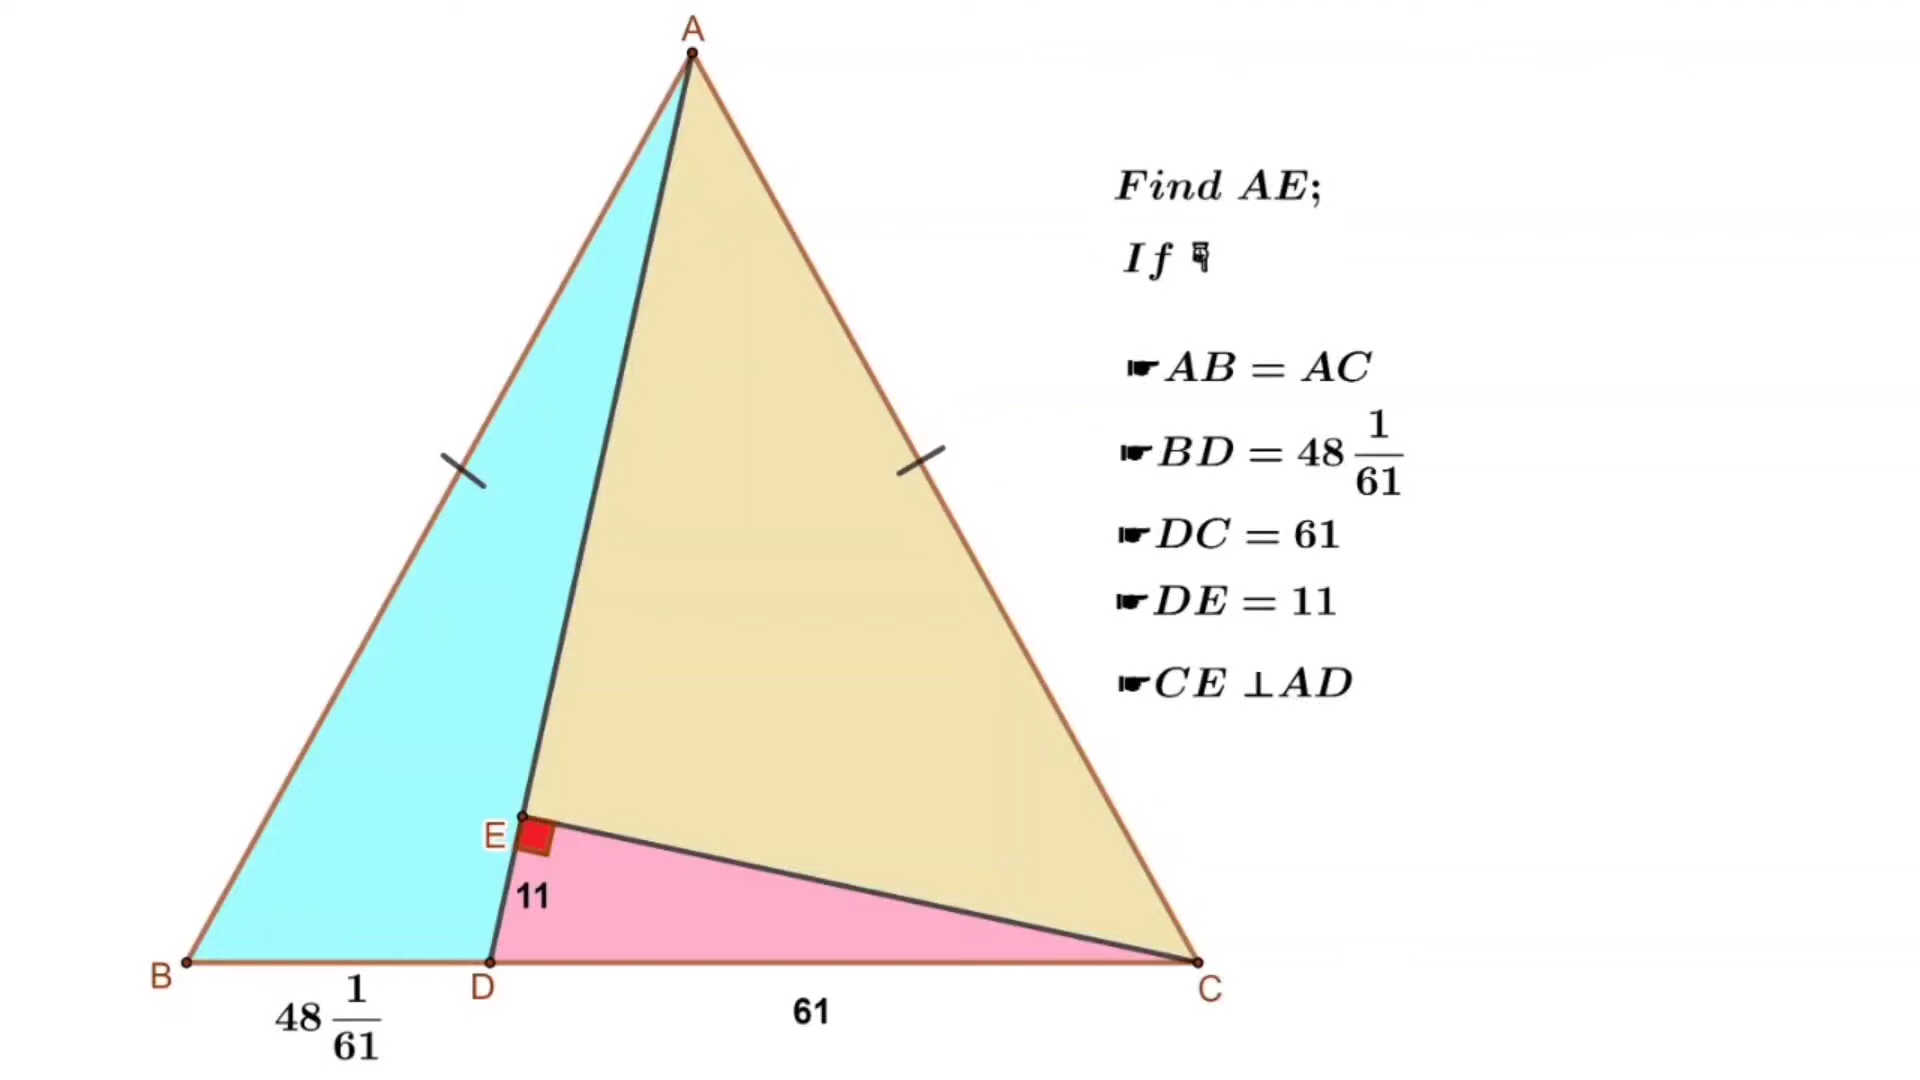 A
Find AE;
If ☟
☛AB = AC
☛BD = 48 1/61
☛DC = 61
☛DE = 11
☛CE ⊥AD
E
11
B
D
C
48 1/61
61